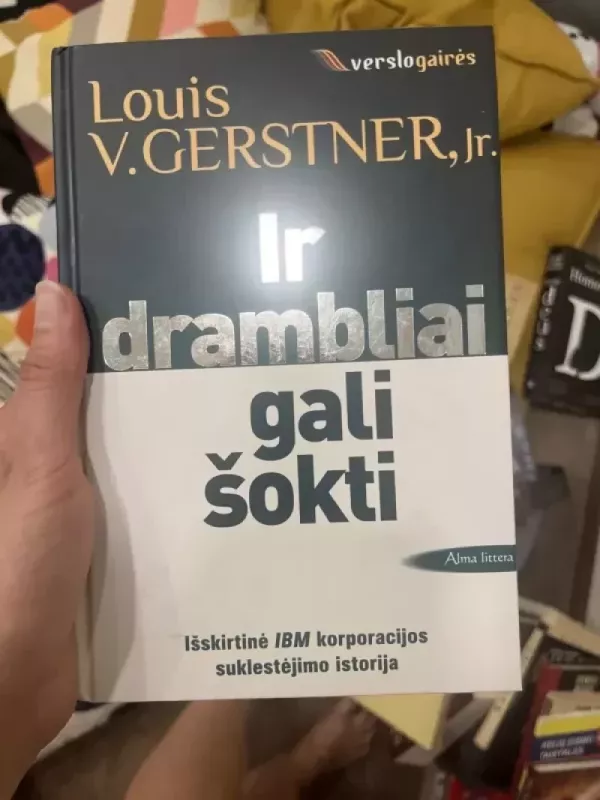 verslogairės
Louis
V. GERSTNER, Jr.
Ir
drambliai
gali
šokti
Alma littera
Išskirtinė IBM korporacijos
suklestėjimo istorija